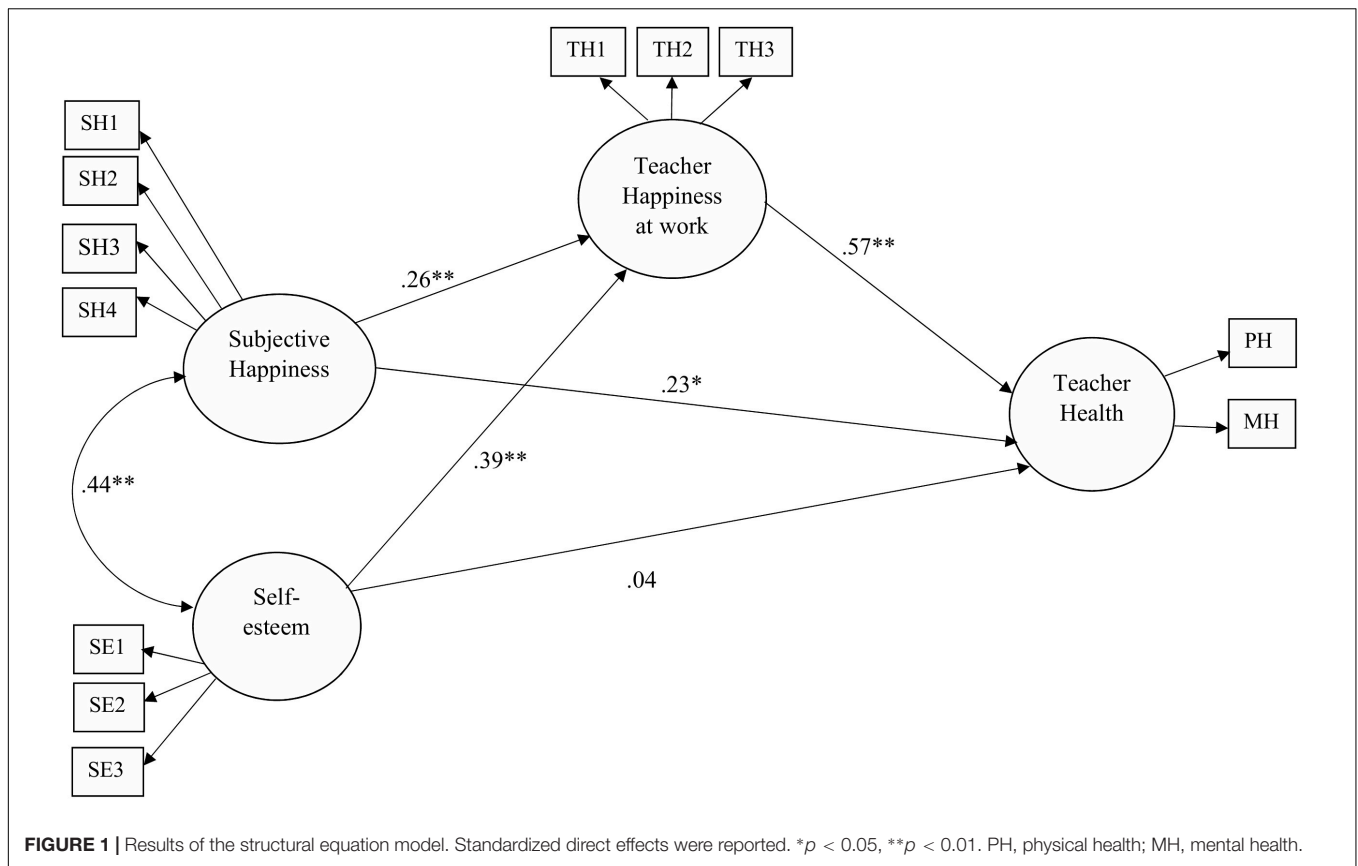 TH1 TH2 TH3
SH1
SH2
SH3
SH4
Teacher
Happiness
at work
.57**
.26**
Subjective
Happiness
.23*
Teacher
Health
PH
MH
.44**
.39**
.04
Self-
esteem
SE1
SE2
SE3
FIGURE 1 | Results of the structural equation model. Standardized direct effects were reported. *p < 0.05, **p < 0.01. PH, physical health; MH, mental health.